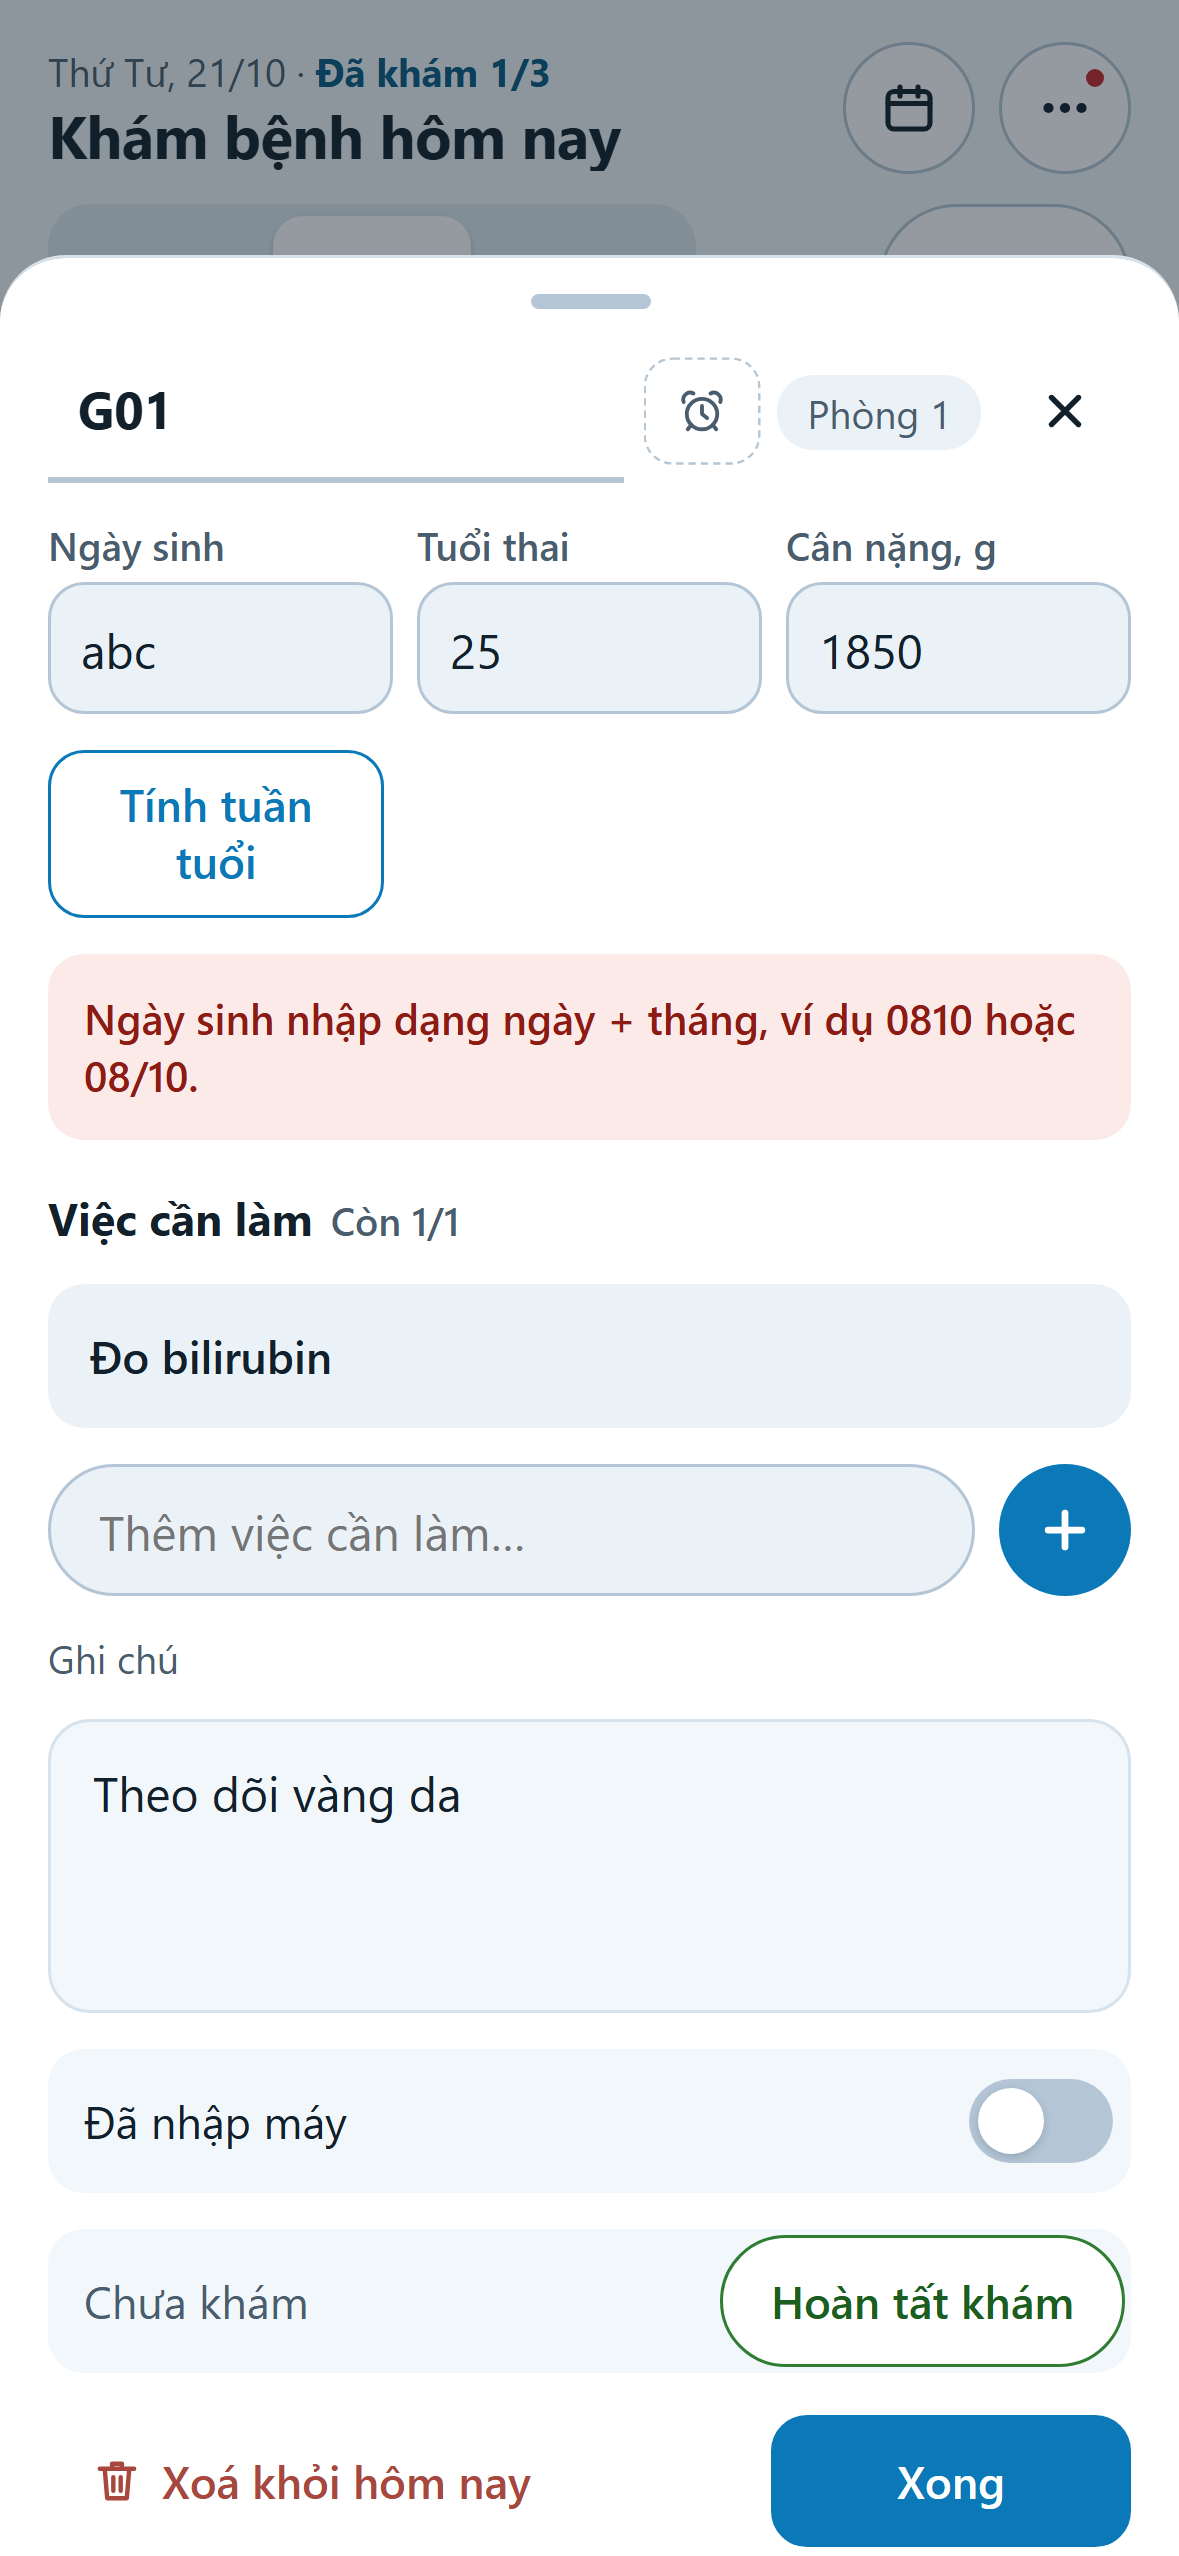 Thứ Tư, 21/10 · Đã khám 1/3
Khám bệnh hôm nay
G01
Phòng 1
Ngày sinh
Tuổi thai
Cân nặng, g
abc
25
1850
Tính tuần
tuổi
Ngày sinh nhập dạng ngày + tháng, ví dụ 0810 hoặc
08/10.
Việc cần làm Còn 1/1
Đo bilirubin
Thêm việc cần làm...
Ghi chú
Theo dõi vàng da
Đã nhập máy
Chưa khám
Hoàn tất khám
Xoá khỏi hôm nay
Xong